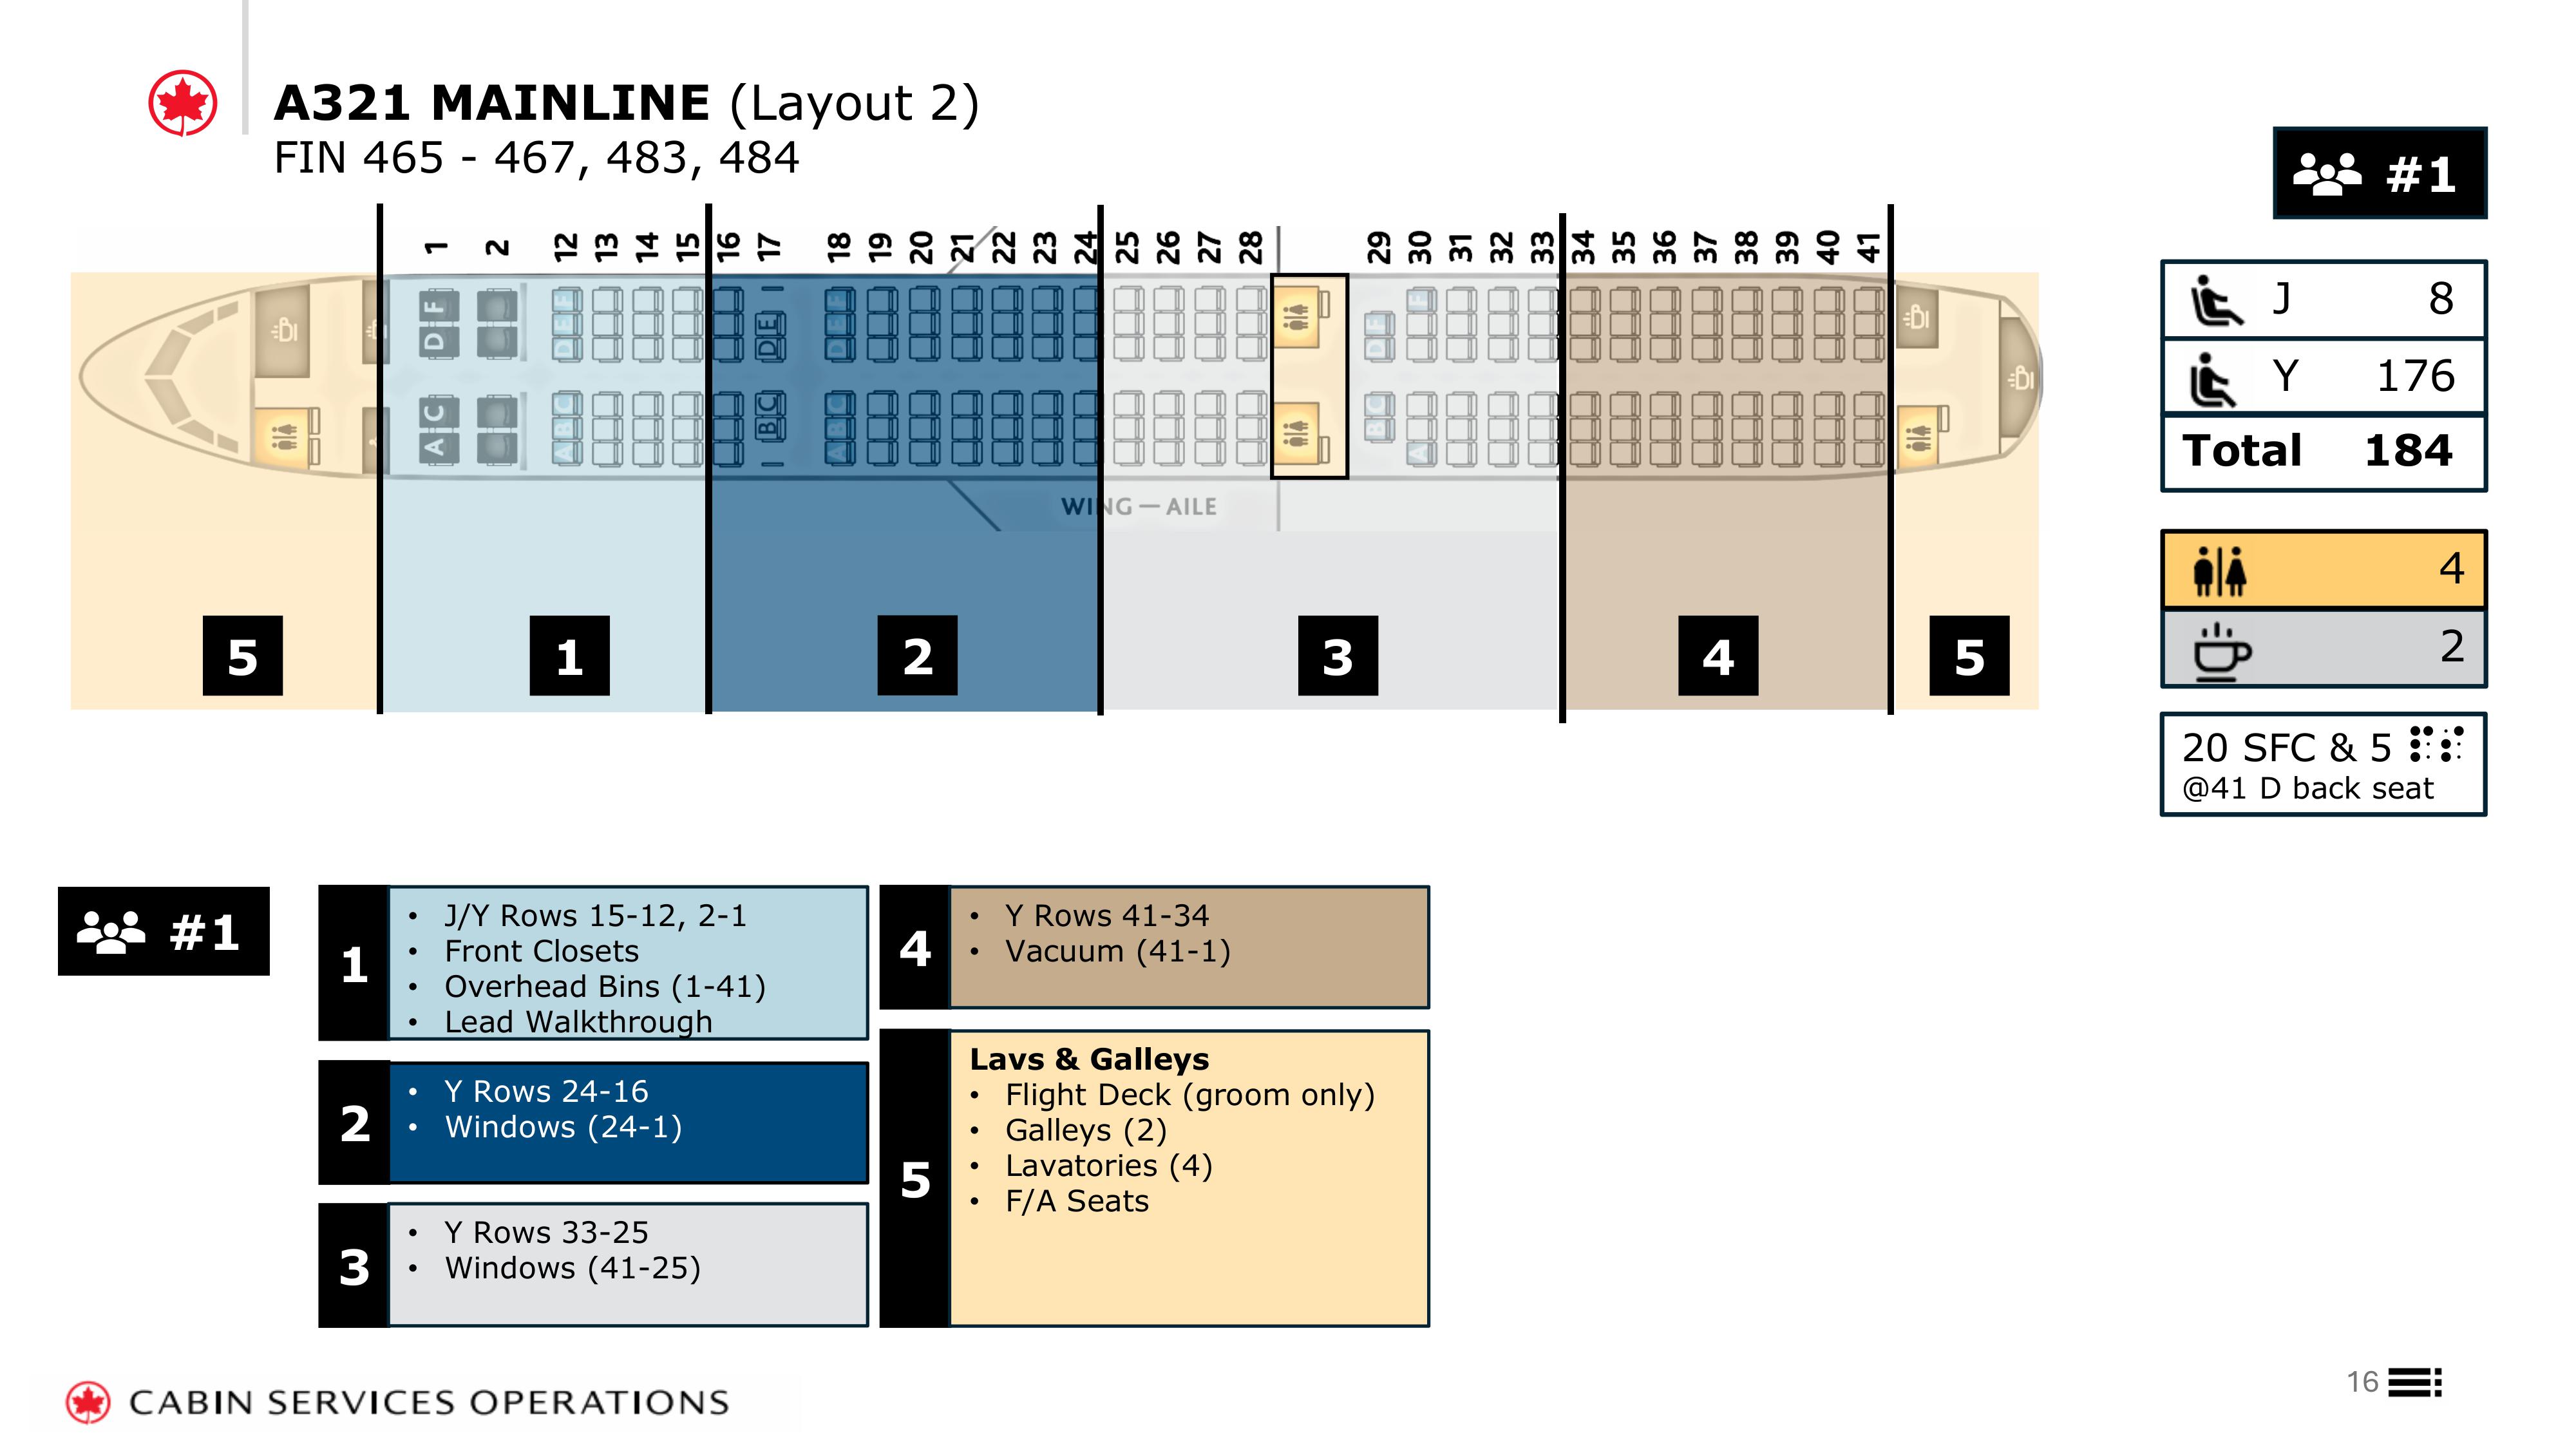 A321 MAINLINE (Layout 2)
FIN 465 - 467, 483, 484
#1
1 2 12 13 14 15 16 17 18 19 20 21 22 23 24 25 26 27 28 29 30 31 32 33 34 35 36 37 38 39 40 41
D F
D E F
D E
D E F
D F
F
A C
A B C
B C
A B C
B C
A
WING — AILE
5
1
2
3
4
5
J 8
Y 176
Total 184
4
2
20 SFC & 5
@41 D back seat
#1
1
• J/Y Rows 15-12, 2-1
• Front Closets
• Overhead Bins (1-41)
• Lead Walkthrough
2
• Y Rows 24-16
• Windows (24-1)
3
• Y Rows 33-25
• Windows (41-25)
4
• Y Rows 41-34
• Vacuum (41-1)
5
Lavs & Galleys
• Flight Deck (groom only)
• Galleys (2)
• Lavatories (4)
• F/A Seats
CABIN SERVICES OPERATIONS
16